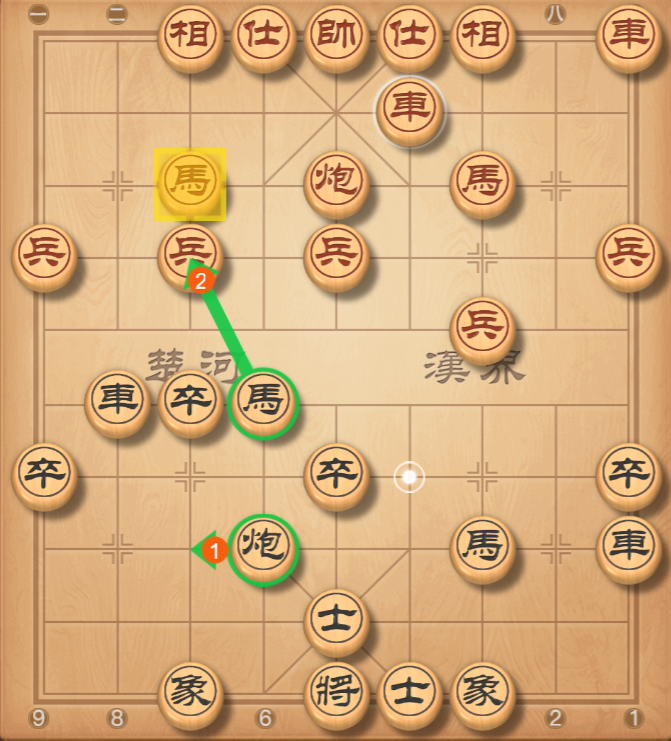 一 二 八
相 仕 帥 仕 相 車
車
馬 炮 馬
兵 兵 兵 兵
2
兵
楚河 漢界
車 卒 馬
卒 卒 卒
1 炮 馬 車
士
象 將 士 象
9 8 6 2 1